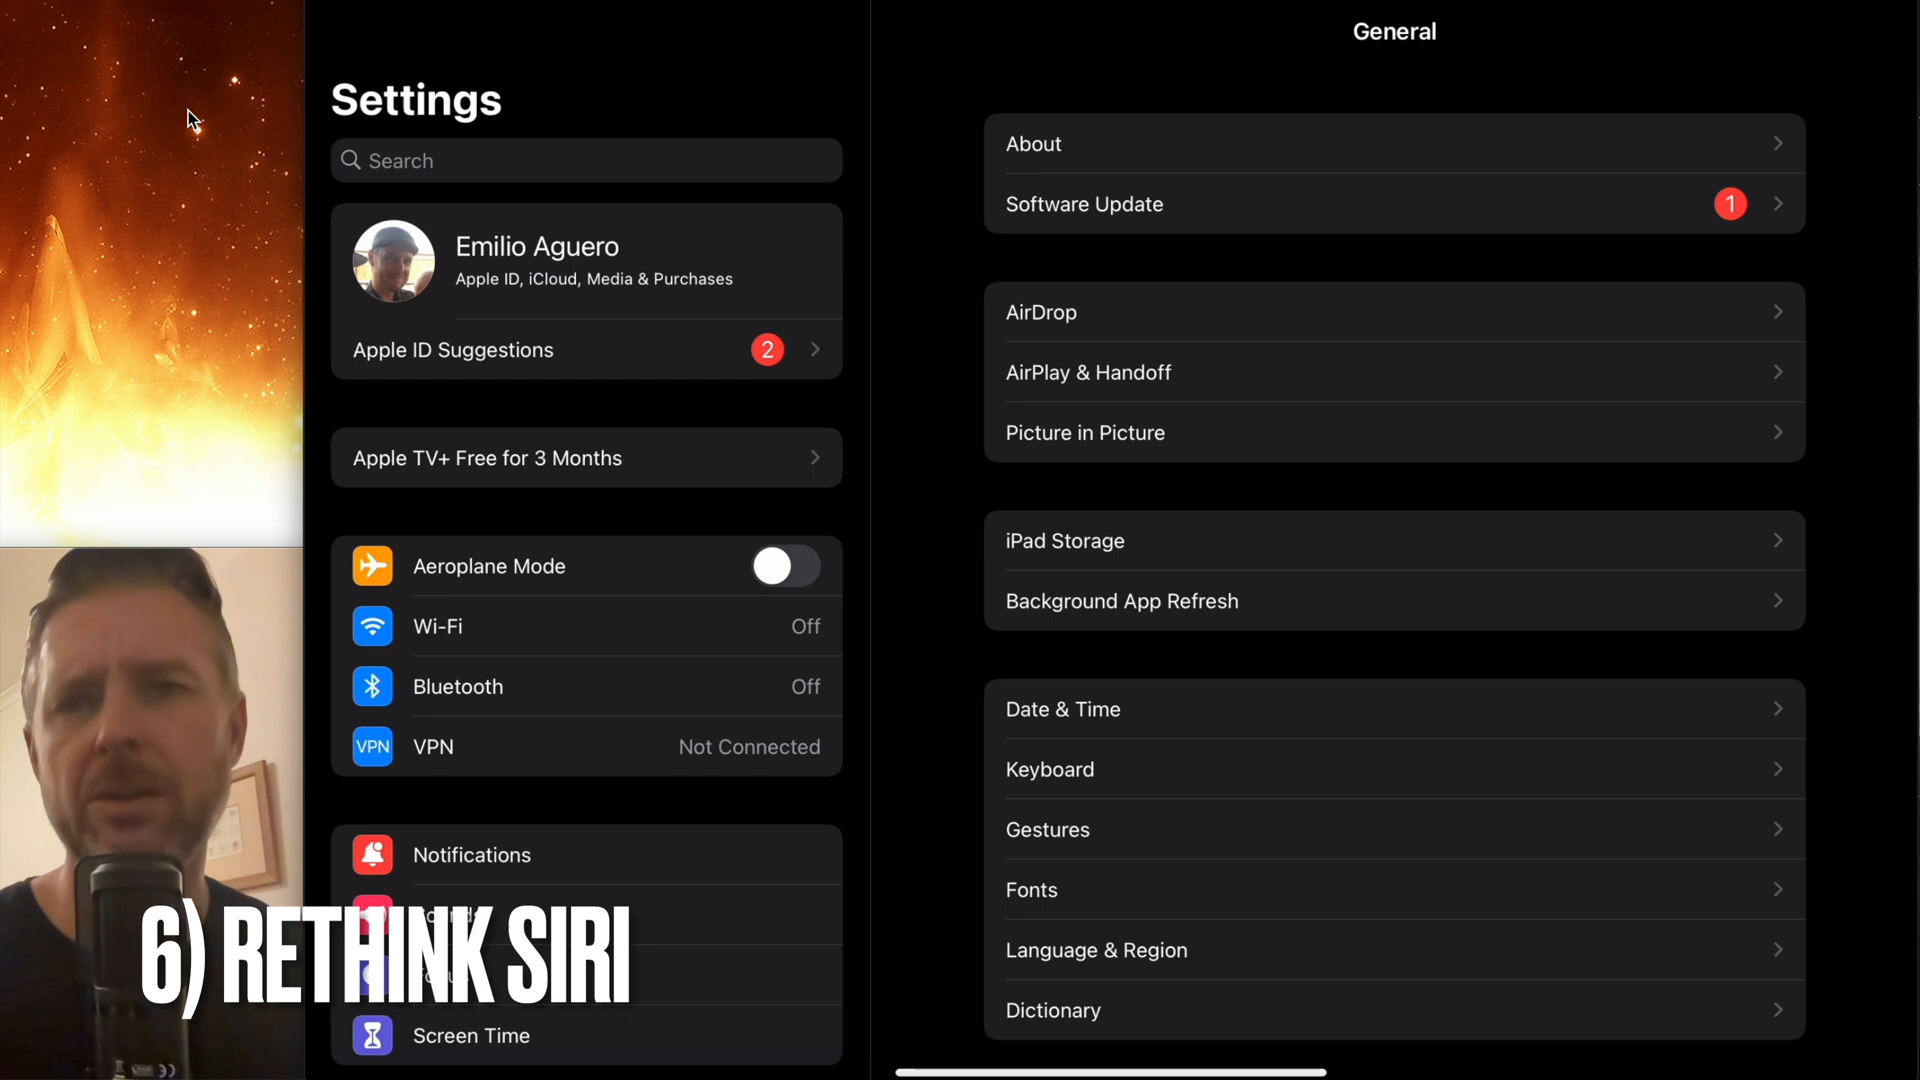 General
Settings
Search
Emilio Aguero
Apple ID, iCloud, Media & Purchases
Apple ID Suggestions
2
Apple TV+ Free for 3 Months
Aeroplane Mode
Wi-Fi Off
Bluetooth Off
VPN VPN Not Connected
Notifications
Screen Time
6) RETHINK SIRI
About
Software Update
1
AirDrop
AirPlay & Handoff
Picture in Picture
iPad Storage
Background App Refresh
Date & Time
Keyboard
Gestures
Fonts
Language & Region
Dictionary